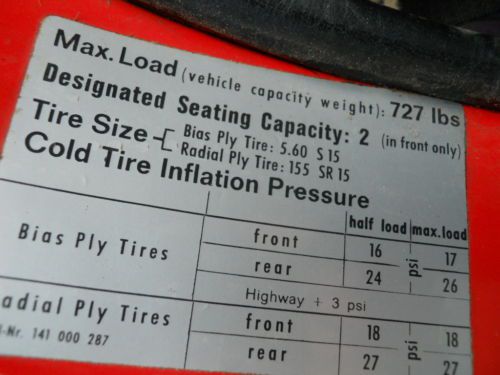 Max. Load (vehicle capacity weight): 727 lbs
Designated Seating Capacity: 2 (in front only)
Tire Size
Bias Ply Tire: 5.60 S 15
Radial Ply Tire: 155 SR 15
Cold Tire Inflation Pressure
half load max. load
Bias Ply Tires front 16 psi 17
rear 24 26
Highway + 3 psi
adial Ply Tires front 18 psi 18
rear 27 27
-Nr. 141 000 287